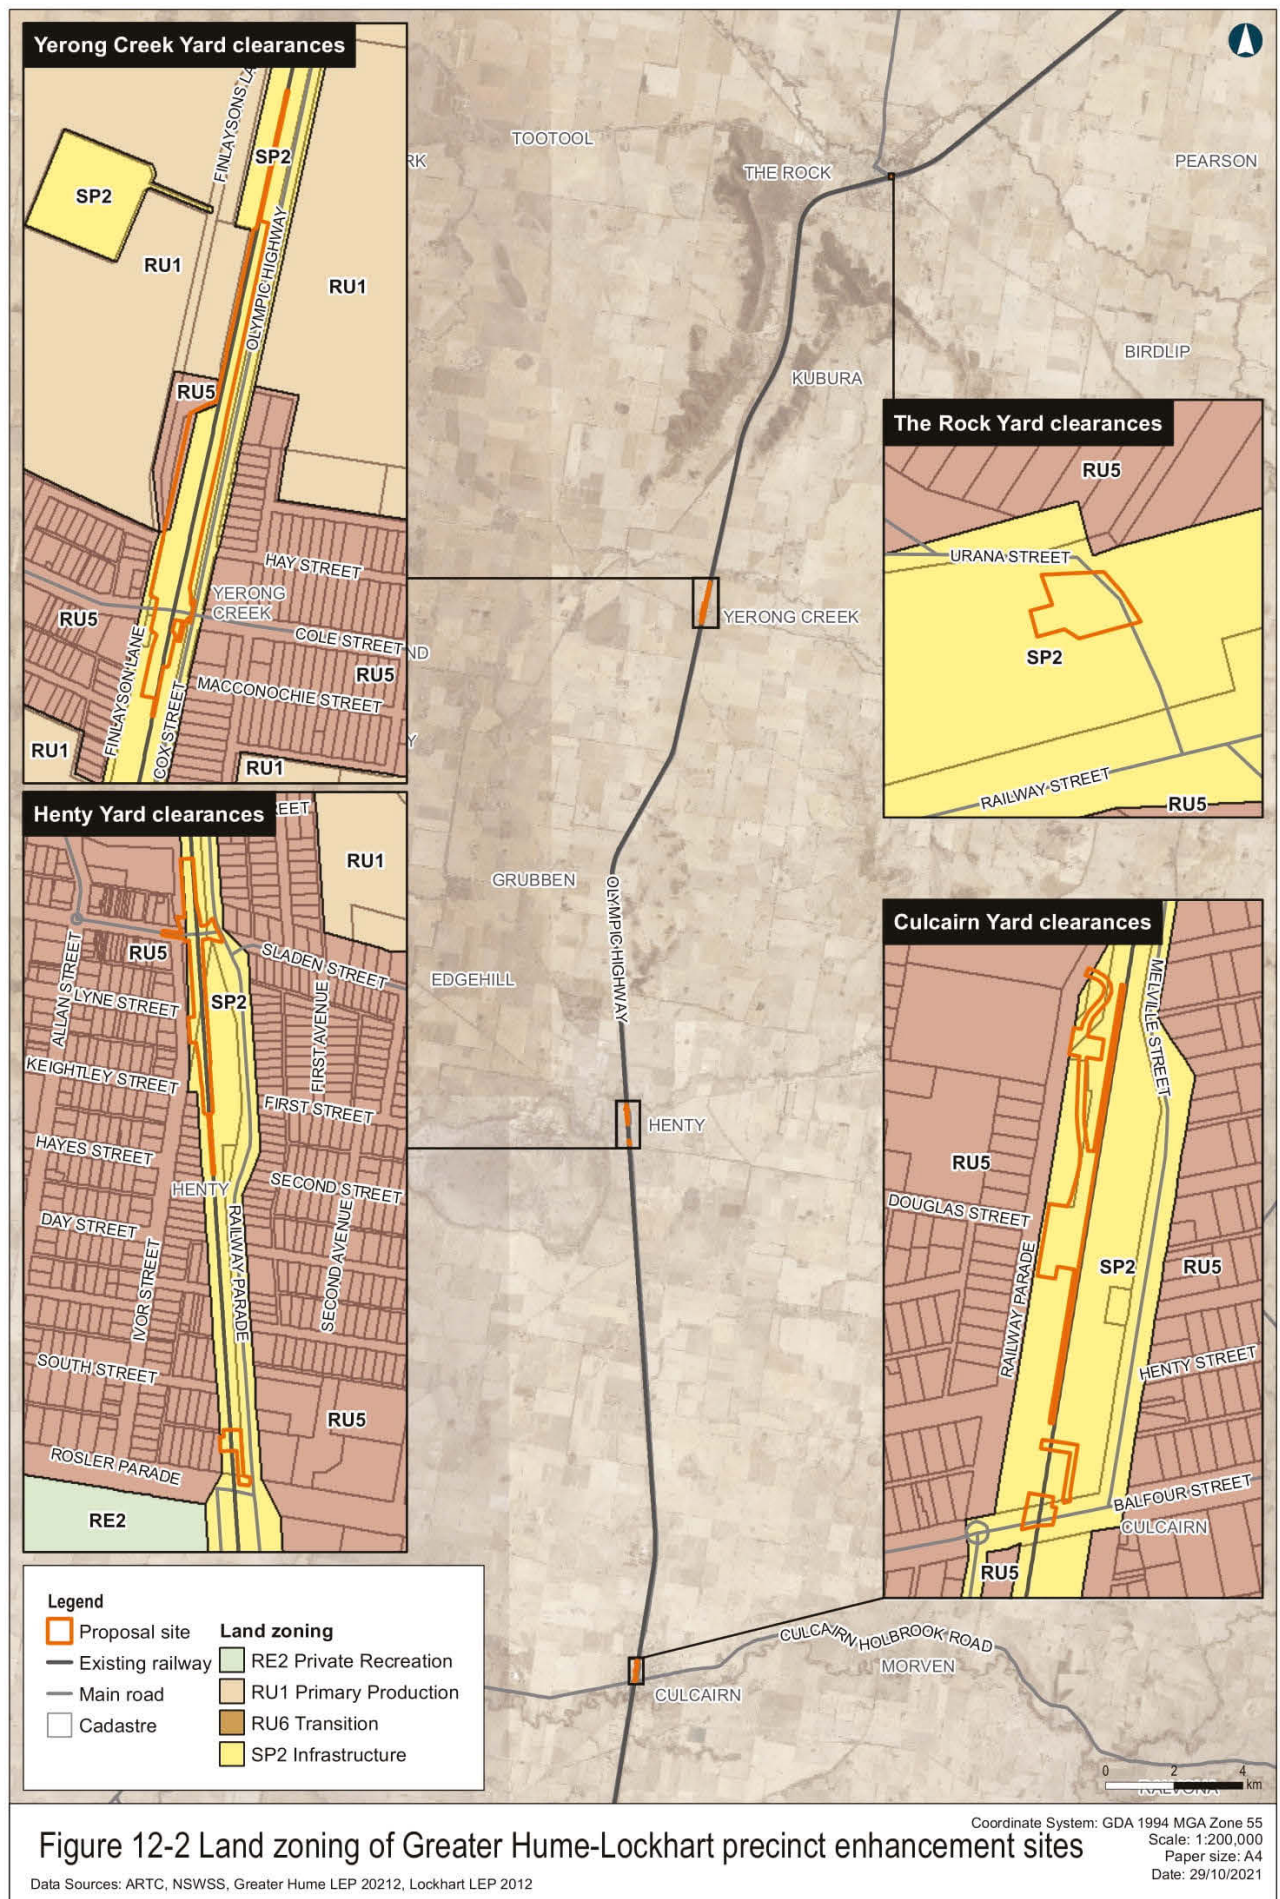 Yerong Creek Yard clearances
FINLAYSONS LA
SP2
SP2
RU1
RU1
OLYMPIC HIGHWAY
RU5
HAY STREET
YERONG
CREEK
RU5
COLE STREET
RU5
FINLAYSON LANE
MACCONOCHIE STREET
COX STREET
RU1
RU1
RK
ND
Y
TOOTOOL
THE ROCK
PEARSON
BIRDLIP
KUBURA
YERONG CREEK
GRUBBEN
OLYMPIC HIGHWAY
EDGEHILL
HENTY
CULCAIRN HOLBROOK ROAD
MORVEN
CULCAIRN
The Rock Yard clearances
RU5
URANA STREET
SP2
RAILWAY STREET
RU5
Henty Yard clearances
REET
RU1
RU5
SLADEN STREET
ALLAN STREET
LYNE STREET
SP2
FIRST AVENUE
KEIGHTLEY STREET
FIRST STREET
HAYES STREET
SECOND STREET
HENTY
DAY STREET
RAILWAY PARADE
SECOND AVENUE
IVOR STREET
SOUTH STREET
RU5
ROSLER PARADE
RE2
Culcairn Yard clearances
MELVILLE STREET
RU5
DOUGLAS STREET
SP2
RU5
RAILWAY PARADE
HENTY STREET
BALFOUR STREET
CULCAIRN
RU5
Legend
Proposal site
Existing railway
Main road
Cadastre
Land zoning
RE2 Private Recreation
RU1 Primary Production
RU6 Transition
SP2 Infrastructure
0 2 4
km
Figure 12-2 Land zoning of Greater Hume-Lockhart precinct enhancement sites
Data Sources: ARTC, NSWSS, Greater Hume LEP 20212, Lockhart LEP 2012
Coordinate System: GDA 1994 MGA Zone 55
Scale: 1:200,000
Paper size: A4
Date: 29/10/2021